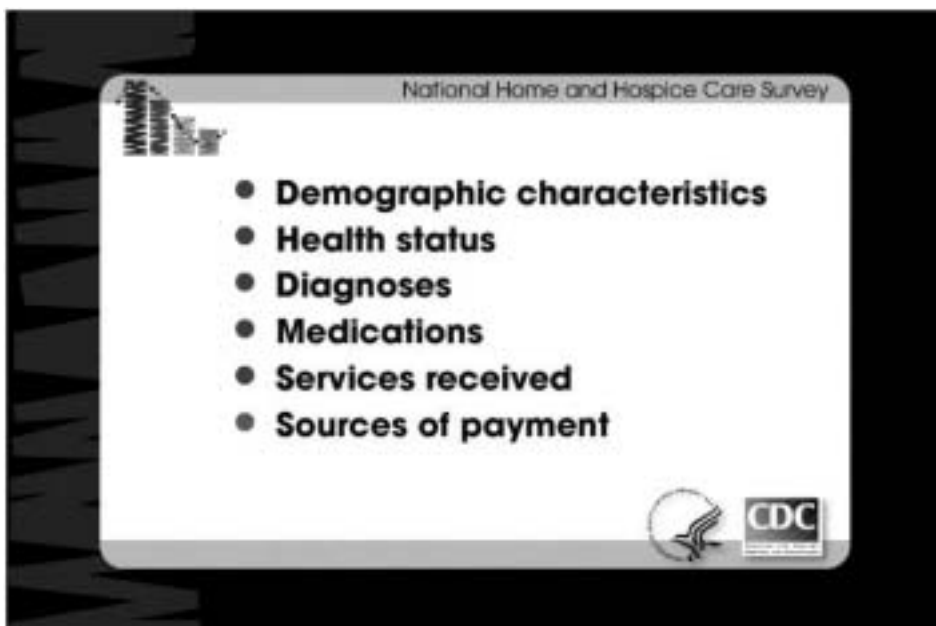 National Home and Hospice Care Survey
Demographic characteristics
Health status
Diagnoses
Medications
Services received
Sources of payment
CDC